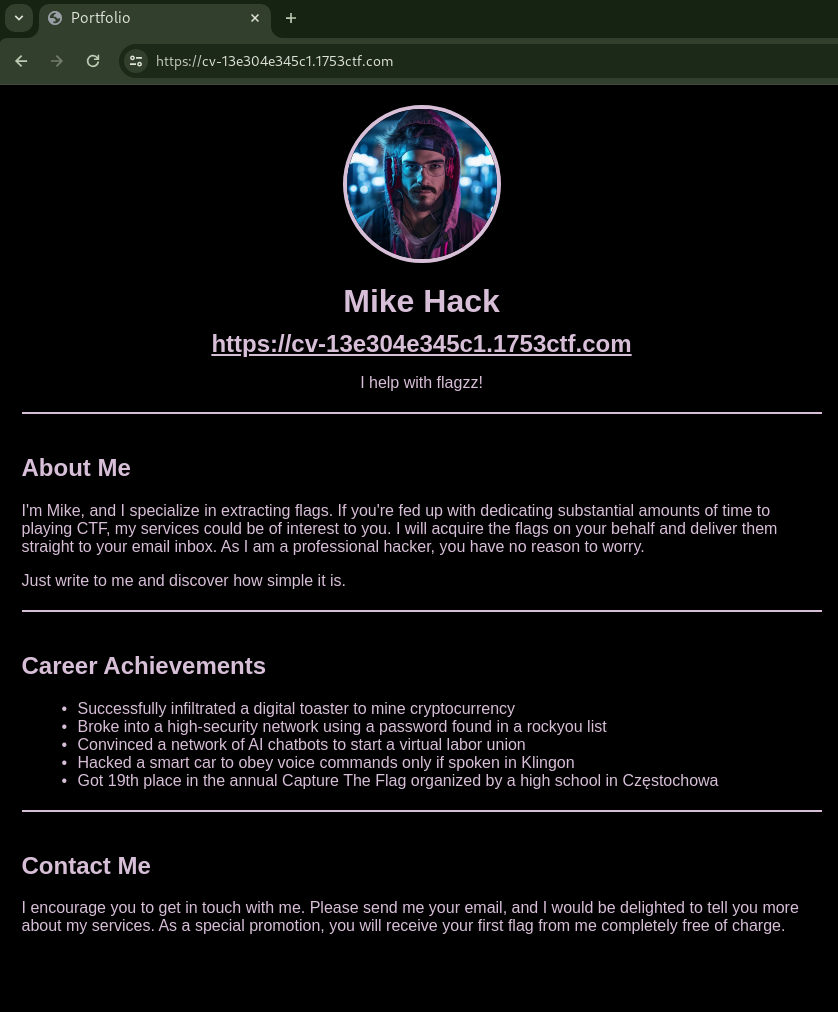 Portfolio
https://cv-13e304e345c1.1753ctf.com
Mike Hack
https://cv-13e304e345c1.1753ctf.com
I help with flagzz!
About Me
I'm Mike, and I specialize in extracting flags. If you're fed up with dedicating substantial amounts of time to
playing CTF, my services could be of interest to you. I will acquire the flags on your behalf and deliver them
straight to your email inbox. As I am a professional hacker, you have no reason to worry.
Just write to me and discover how simple it is.
Career Achievements
• Successfully infiltrated a digital toaster to mine cryptocurrency
• Broke into a high-security network using a password found in a rockyou list
• Convinced a network of AI chatbots to start a virtual labor union
• Hacked a smart car to obey voice commands only if spoken in Klingon
• Got 19th place in the annual Capture The Flag organized by a high school in Częstochowa
Contact Me
I encourage you to get in touch with me. Please send me your email, and I would be delighted to tell you more
about my services. As a special promotion, you will receive your first flag from me completely free of charge.